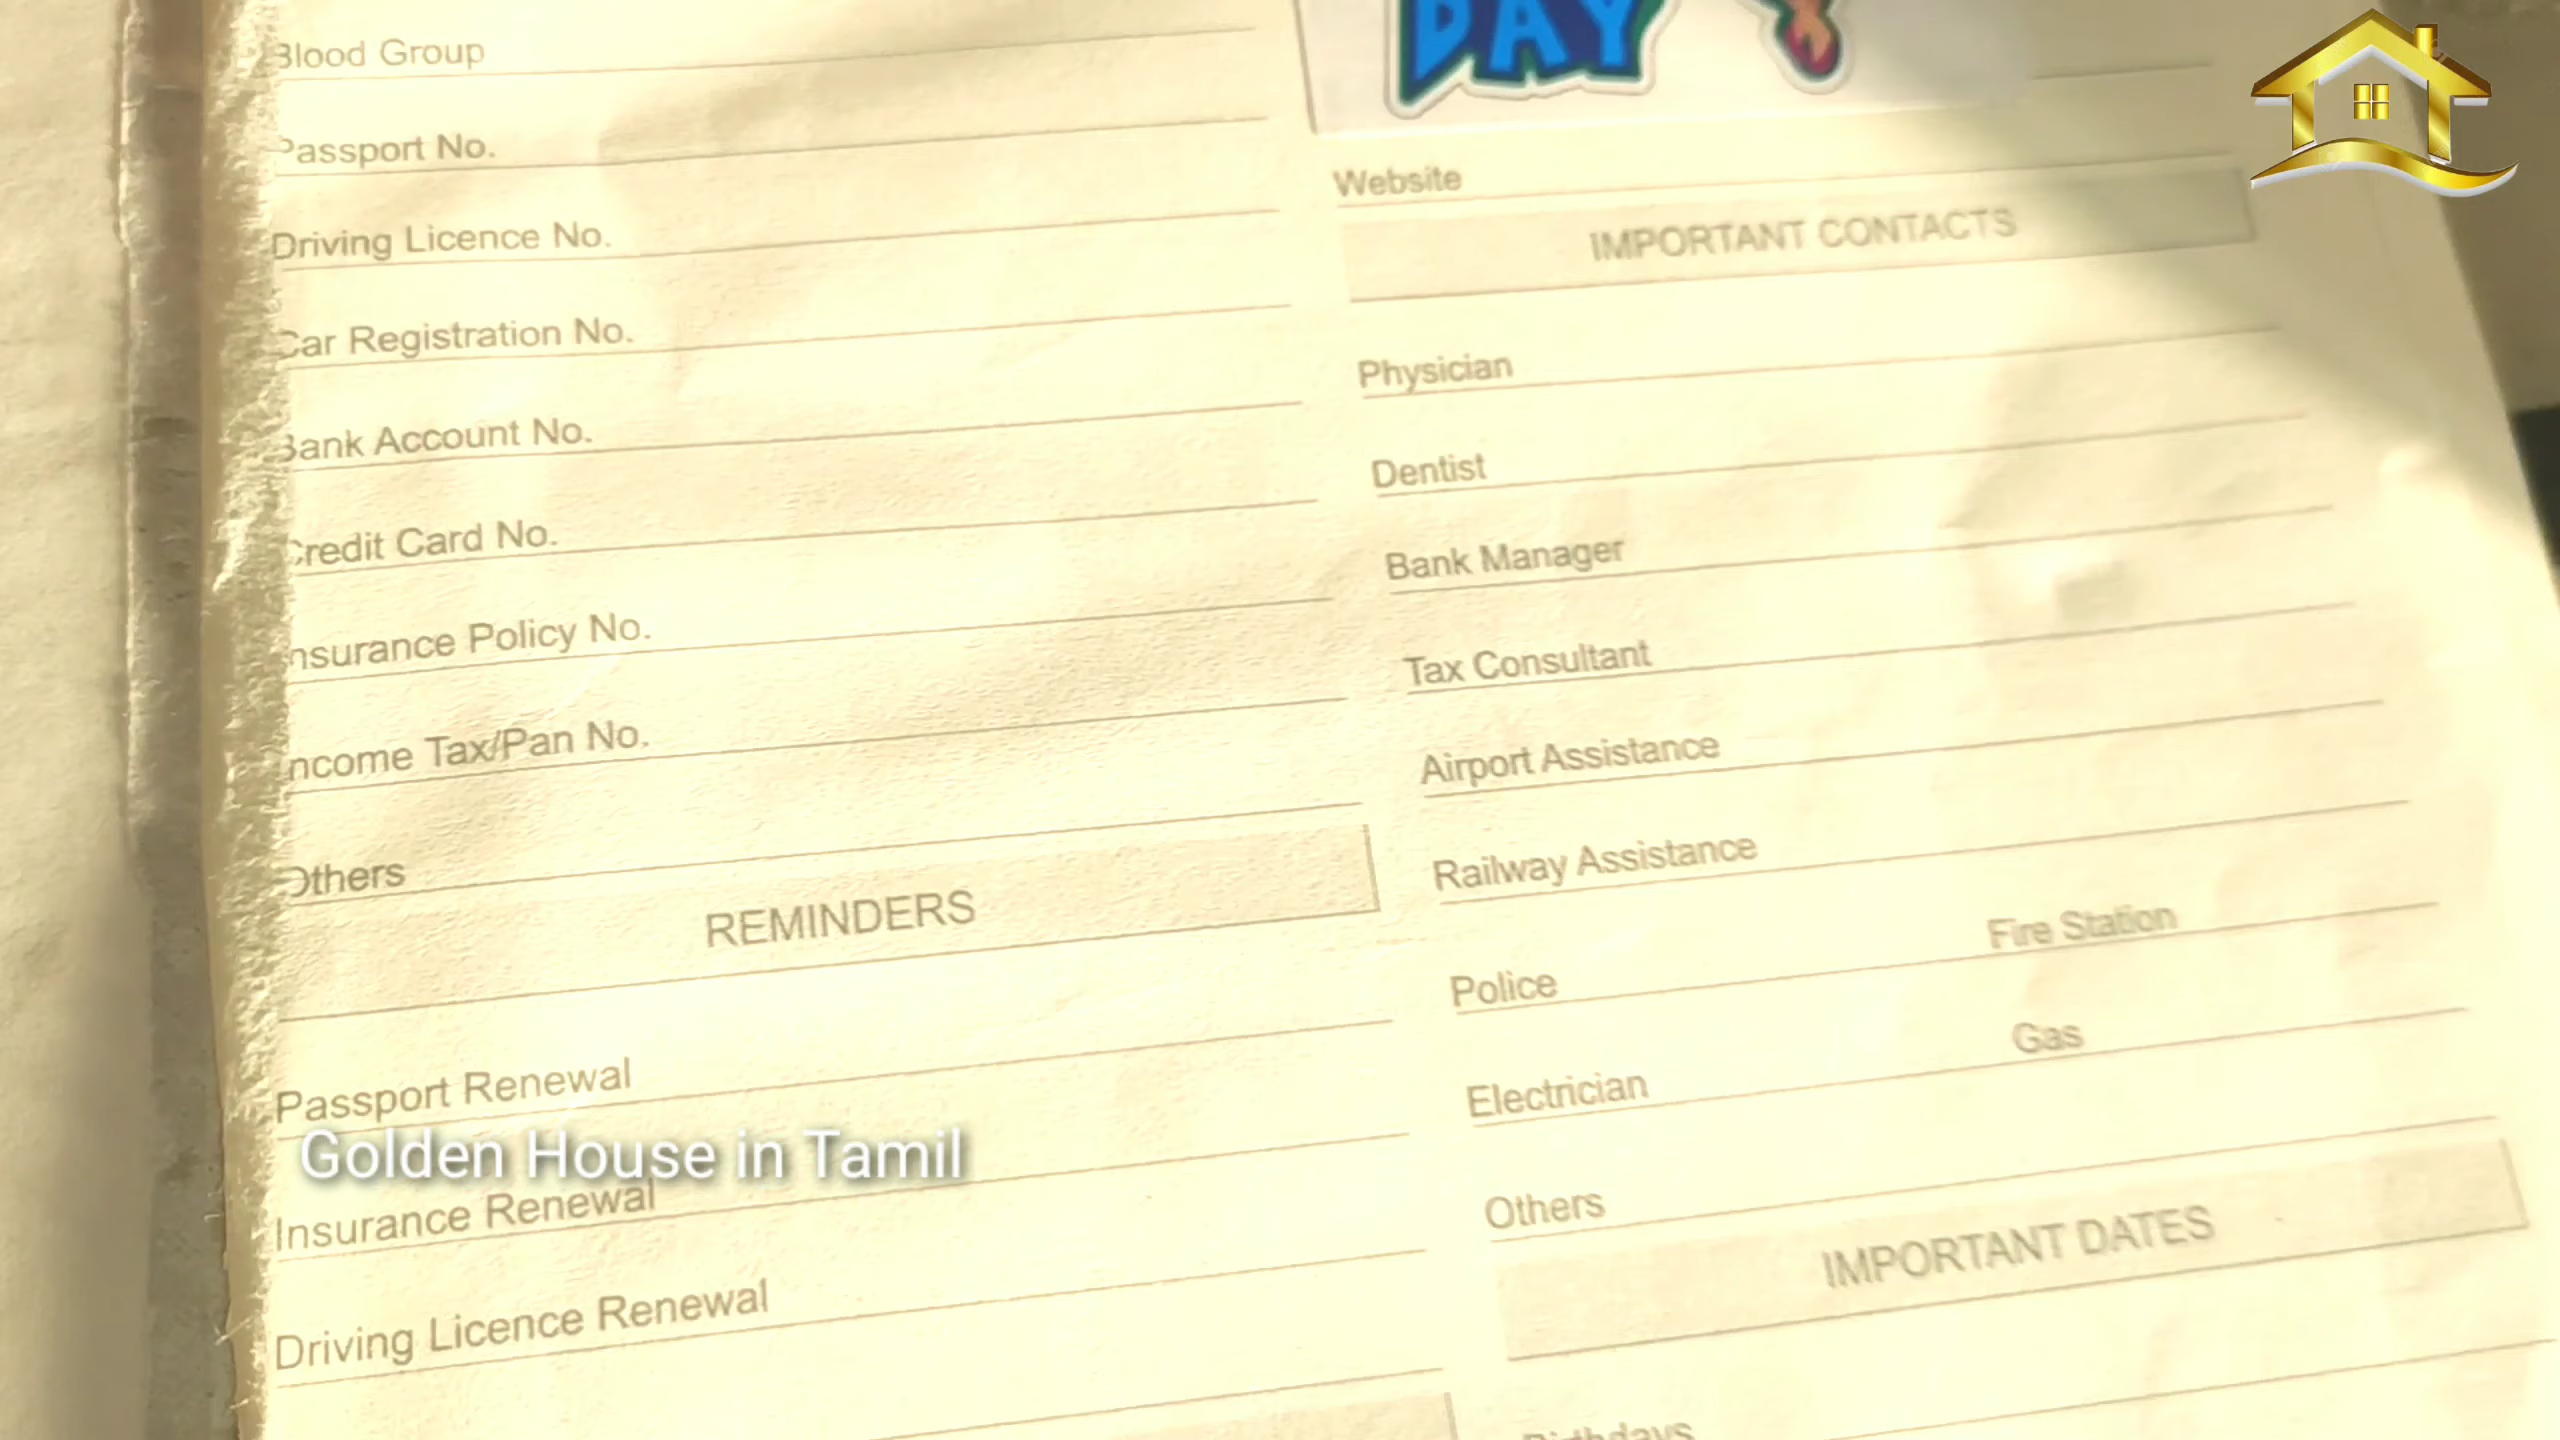 Blood Group
Passport No.
Driving Licence No.
Car Registration No.
Bank Account No.
Credit Card No.
Insurance Policy No.
Income Tax/Pan No.
Others
REMINDERS
Passport Renewal
Golden House in Tamil
Insurance Renewal
Driving Licence Renewal
DAY
Website
IMPORTANT CONTACTS
Physician
Dentist
Bank Manager
Tax Consultant
Airport Assistance
Railway Assistance
Police Fire Station
Electrician Gas
Others
IMPORTANT DATES
Birthdays